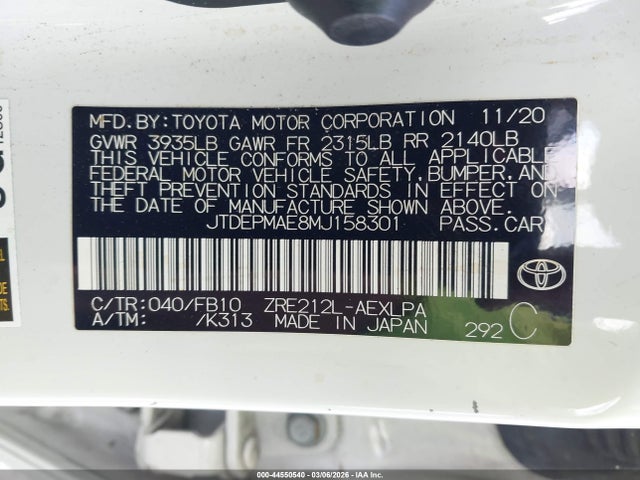 MFD.BY:TOYOTA MOTOR CORPORATION 11/20
GVWR 3935LB GAWR FR 2315LB RR 2140LB
THIS VEHICLE CONFORMS TO ALL APPLICABLE
FEDERAL MOTOR VEHICLE SAFETY,BUMPER,AND
THEFT PREVENTION STANDARDS IN EFFECT ON
THE DATE OF MANUFACTURE SHOWN ABOVE.
JTDEPMAE8MJ158301 PASS.CAR
C/TR:040/FB10 ZRE212L-AEXLPA
A/TM: /K313 MADE IN JAPAN 292 C
000-44550540 - 03/06/2026 - IAAI.COM